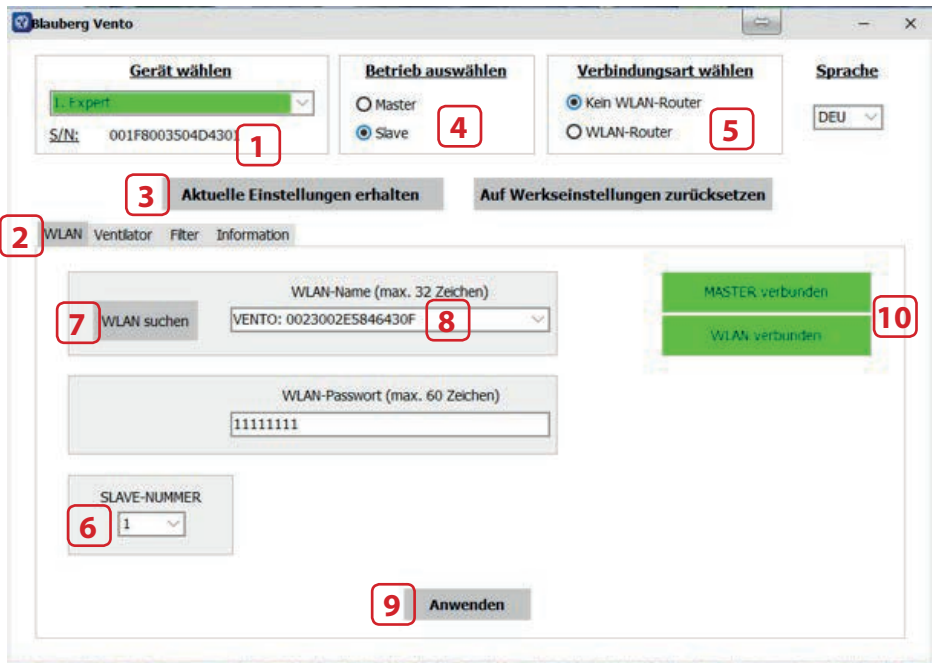 Blauberg Vento
Gerät wählen
1. Expert
S/N: 001F8003504D4301
1
Betrieb auswählen
Master
Slave
4
Verbindungsart wählen
Kein WLAN-Router
WLAN-Router
5
Sprache
DEU
3 Aktuelle Einstellungen erhalten
Auf Werkseinstellungen zurücksetzen
2 WLAN Ventilator Filter Information
WLAN-Name (max. 32 Zeichen)
7 WLAN suchen
VENTO: 0023002E5846430F 8
MASTER verbunden
WLAN verbunden
10
WLAN-Passwort (max. 60 Zeichen)
11111111
SLAVE-NUMMER
6 1
9 Anwenden